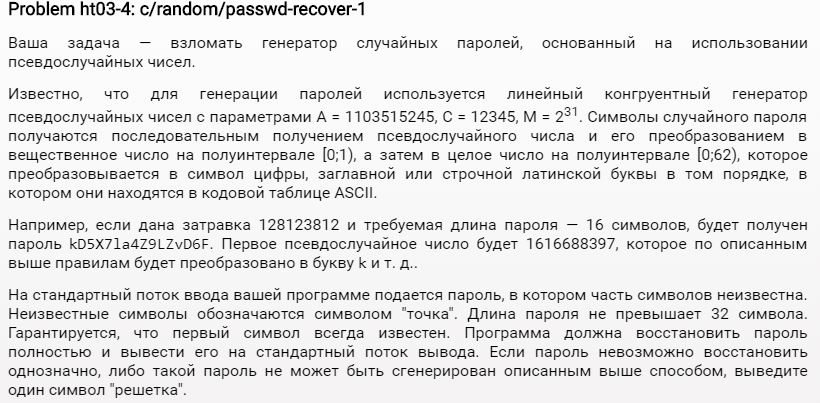 Problem ht03-4: c/random/passwd-recover-1
Ваша задача — взломать генератор случайных паролей, основанный на использовании
псевдослучайных чисел.
Известно, что для генерации паролей используется линейный конгруентный генератор
псевдослучайных чисел с параметрами A = 1103515245, C = 12345, M = 2^31. Символы случайного пароля
получаются последовательным получением псевдослучайного числа и его преобразованием в
вещественное число на полуинтервале [0;1), а затем в целое число на полуинтервале [0;62), которое
преобразовывается в символ цифры, заглавной или строчной латинской буквы в том порядке, в
котором они находятся в кодовой таблице ASCII.
Например, если дана затравка 128123812 и требуемая длина пароля — 16 символов, будет получен
пароль kD5X71a4Z9LZvD6F. Первое псевдослучайное число будет 1616688397, которое по описанным
выше правилам будет преобразовано в букву k и т. д..
На стандартный поток ввода вашей программе подается пароль, в котором часть символов неизвестна.
Неизвестные символы обозначаются символом "точка". Длина пароля не превышает 32 символа.
Гарантируется, что первый символ всегда известен. Программа должна восстановить пароль
полностью и вывести его на стандартный поток вывода. Если пароль невозможно восстановить
однозначно, либо такой пароль не может быть сгенерирован описанным выше способом, выведите
один символ "решетка".